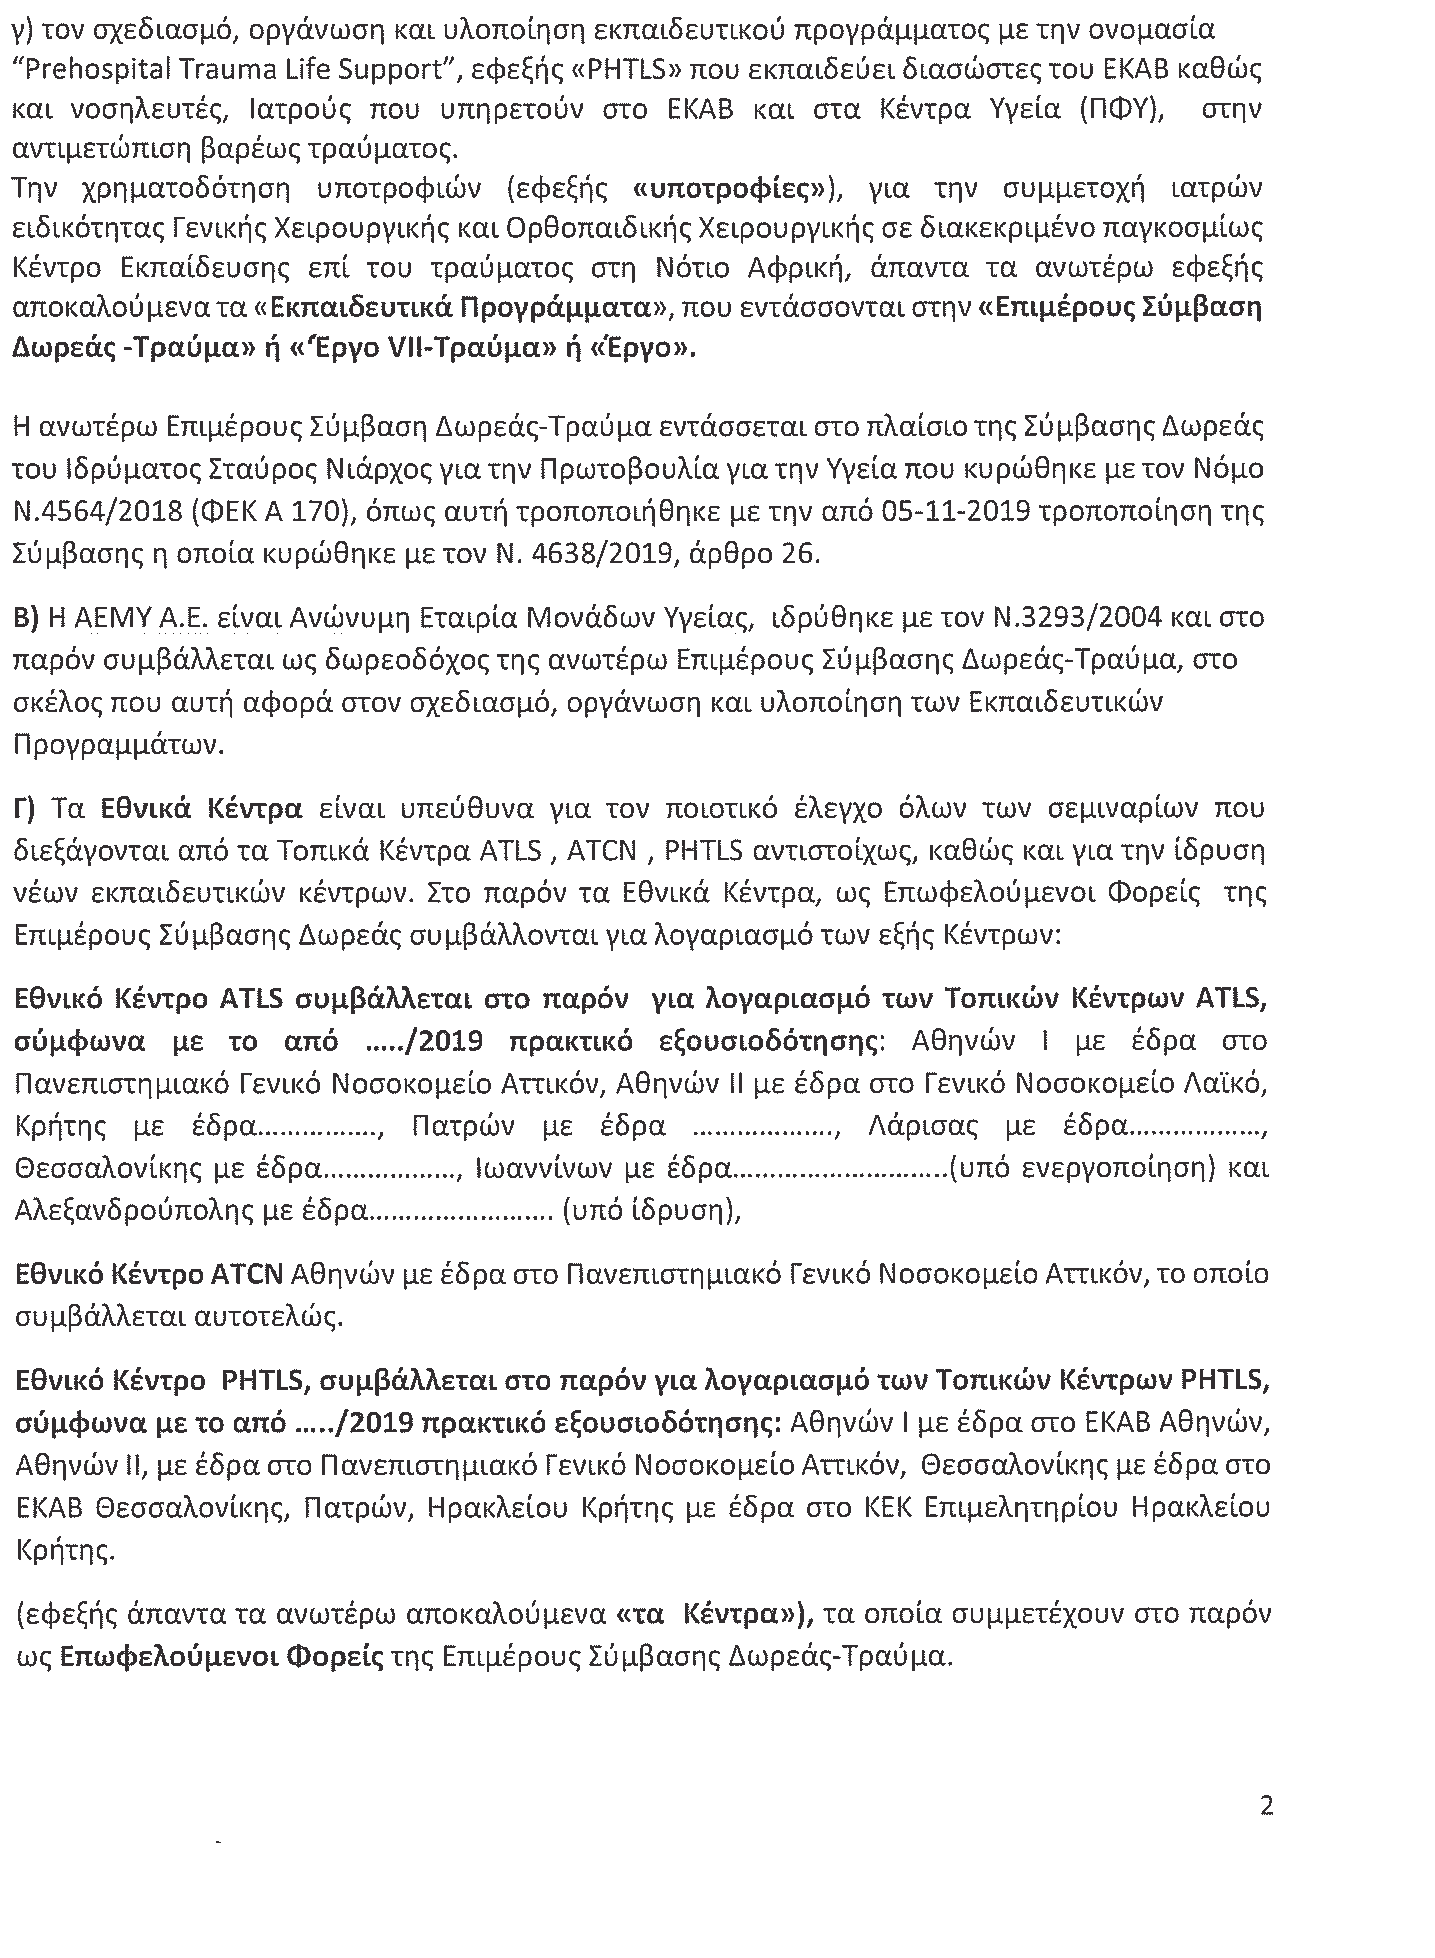 γ) τον σχεδιασμό, οργάνωση και υλοποίηση εκπαιδευτικού προγράμματος με την ονομασία
"Prehospital Trauma Life Support", εφεξής «PHTLS» που εκπαιδεύει διασώστες του ΕΚΑΒ καθώς
και νοσηλευτές, Ιατρούς που υπηρετούν στο ΕΚΑΒ και στα Κέντρα Υγεία (ΠΦΥ), στην
αντιμετώπιση βαρέως τραύματος.
Την χρηματοδότηση υποτροφιών (εφεξής «υποτροφίες»), για την συμμετοχή ιατρών
ειδικότητας Γενικής Χειρουργικής και Ορθοπαιδικής Χειρουργικής σε διακεκριμένο παγκοσμίως
Κέντρο Εκπαίδευσης επί του τραύματος στη Νότιο Αφρική, άπαντα τα ανωτέρω εφεξής
αποκαλούμενα τα «Εκπαιδευτικά Προγράμματα», που εντάσσονται στην «Επιμέρους Σύμβαση
Δωρεάς -Τραύμα» ή «Έργο VII-Τραύμα» ή «Έργο».
Η ανωτέρω Επιμέρους Σύμβαση Δωρεάς-Τραύμα εντάσσεται στο πλαίσιο της Σύμβασης Δωρεάς
του Ιδρύματος Σταύρος Νιάρχος για την Πρωτοβουλία για την Υγεία που κυρώθηκε με τον Νόμο
Ν.4564/2018 (ΦΕΚ Α 170), όπως αυτή τροποποιήθηκε με την από 05-11-2019 τροποποίηση της
Σύμβασης η οποία κυρώθηκε με τον Ν. 4638/2019, άρθρο 26.
Β) Η ΑΕΜΥ Α.Ε. είναι Ανώνυμη Εταιρία Μονάδων Υγείας, ιδρύθηκε με τον Ν.3293/2004 και στο
παρόν συμβάλλεται ως δωρεοδόχος της ανωτέρω Επιμέρους Σύμβασης Δωρεάς-Τραύμα, στο
σκέλος που αυτή αφορά στον σχεδιασμό, οργάνωση και υλοποίηση των Εκπαιδευτικών
Προγραμμάτων.
Γ) Τα Εθνικά Κέντρα είναι υπεύθυνα για τον ποιοτικό έλεγχο όλων των σεμιναρίων που
διεξάγονται από τα Τοπικά Κέντρα ATLS , ATCN , PHTLS αντιστοίχως, καθώς και για την ίδρυση
νέων εκπαιδευτικών κέντρων. Στο παρόν τα Εθνικά Κέντρα, ως Επωφελούμενοι Φορείς της
Επιμέρους Σύμβασης Δωρεάς συμβάλλονται για λογαριασμό των εξής Κέντρων:
Εθνικό Κέντρο ATLS συμβάλλεται στο παρόν για λογαριασμό των Τοπικών Κέντρων ATLS,
σύμφωνα με το από ...../2019 πρακτικό εξουσιοδότησης: Αθηνών Ι με έδρα στο
Πανεπιστημιακό Γενικό Νοσοκομείο Αττικόν, Αθηνών ΙΙ με έδρα στο Γενικό Νοσοκομείο Λαϊκό,
Κρήτης με έδρα................, Πατρών με έδρα ..................., Λάρισας με έδρα..................,
Θεσσαλονίκης με έδρα.................., Ιωαννίνων με έδρα.............................(υπό ενεργοποίηση) και
Αλεξανδρούπολης με έδρα......................... (υπό ίδρυση),
Εθνικό Κέντρο ATCN Αθηνών με έδρα στο Πανεπιστημιακό Γενικό Νοσοκομείο Αττικόν, το οποίο
συμβάλλεται αυτοτελώς.
Εθνικό Κέντρο PHTLS, συμβάλλεται στο παρόν για λογαριασμό των Τοπικών Κέντρων PHTLS,
σύμφωνα με το από ...../2019 πρακτικό εξουσιοδότησης: Αθηνών Ι με έδρα στο ΕΚΑΒ Αθηνών,
Αθηνών ΙΙ, με έδρα στο Πανεπιστημιακό Γενικό Νοσοκομείο Αττικόν, Θεσσαλονίκης με έδρα στο
ΕΚΑΒ Θεσσαλονίκης, Πατρών, Ηρακλείου Κρήτης με έδρα στο ΚΕΚ Επιμελητηρίου Ηρακλείου
Κρήτης.
(εφεξής άπαντα τα ανωτέρω αποκαλούμενα «τα Κέντρα»), τα οποία συμμετέχουν στο παρόν
ως Επωφελούμενοι Φορείς της Επιμέρους Σύμβασης Δωρεάς-Τραύμα.
2